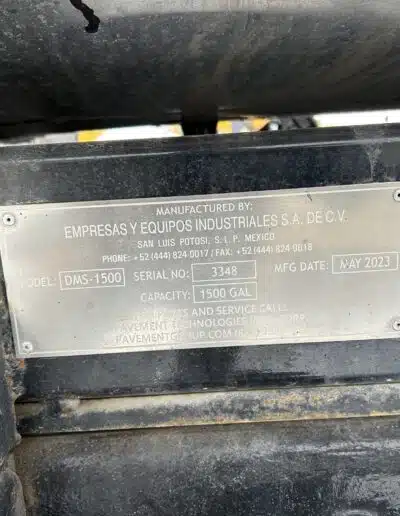 MANUFACTURED BY:
EMPRESAS Y EQUIPOS INDUSTRIALES S.A. DE C.V.
SAN LUIS POTOSI, S. L. P. MEXICO
PHONE: +52 (444) 824-0017 / FAX: +52 (444) 824-0018
MODEL: DMS-1500 SERIAL NO: 3348 MFG DATE: MAY 2023
CAPACITY: 1500 GAL
AND SERVICE CALLS
PAVEMENT TECHNOLOGIES